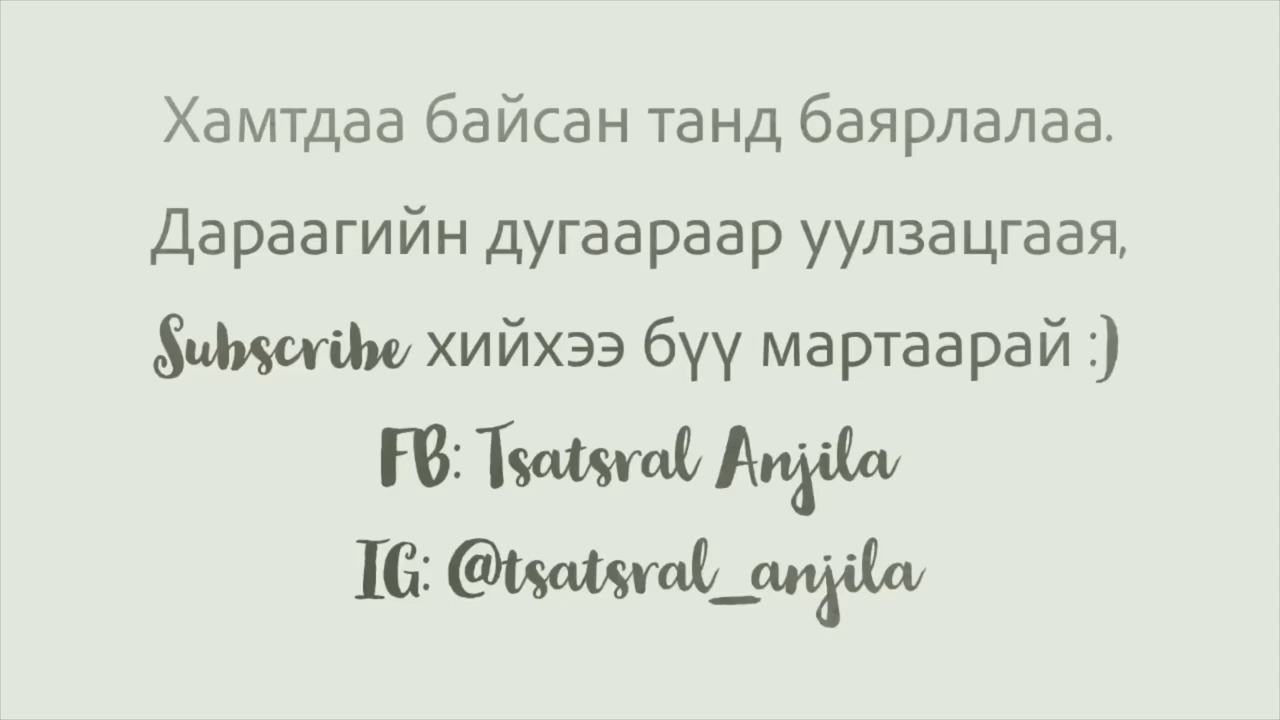 Хамтдаа байсан танд баярлалаа.
Дараагийн дугаараар уулзацгаая,
Subscribe хийхээ бүү мартаарай :)
FB: Tsatsral Anjila
IG: @tsatsral_anjila